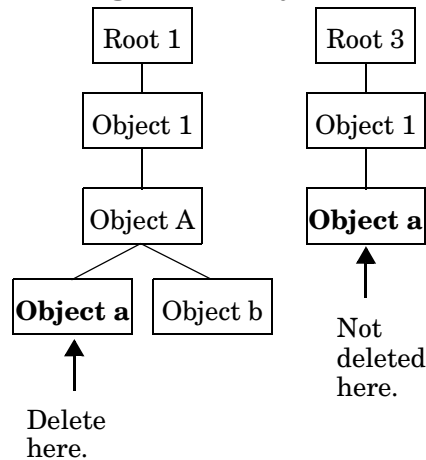 Root 1
Root 3
Object 1
Object 1
Object A
Object a
Object a
Object b
Not
deleted
here.
Delete
here.